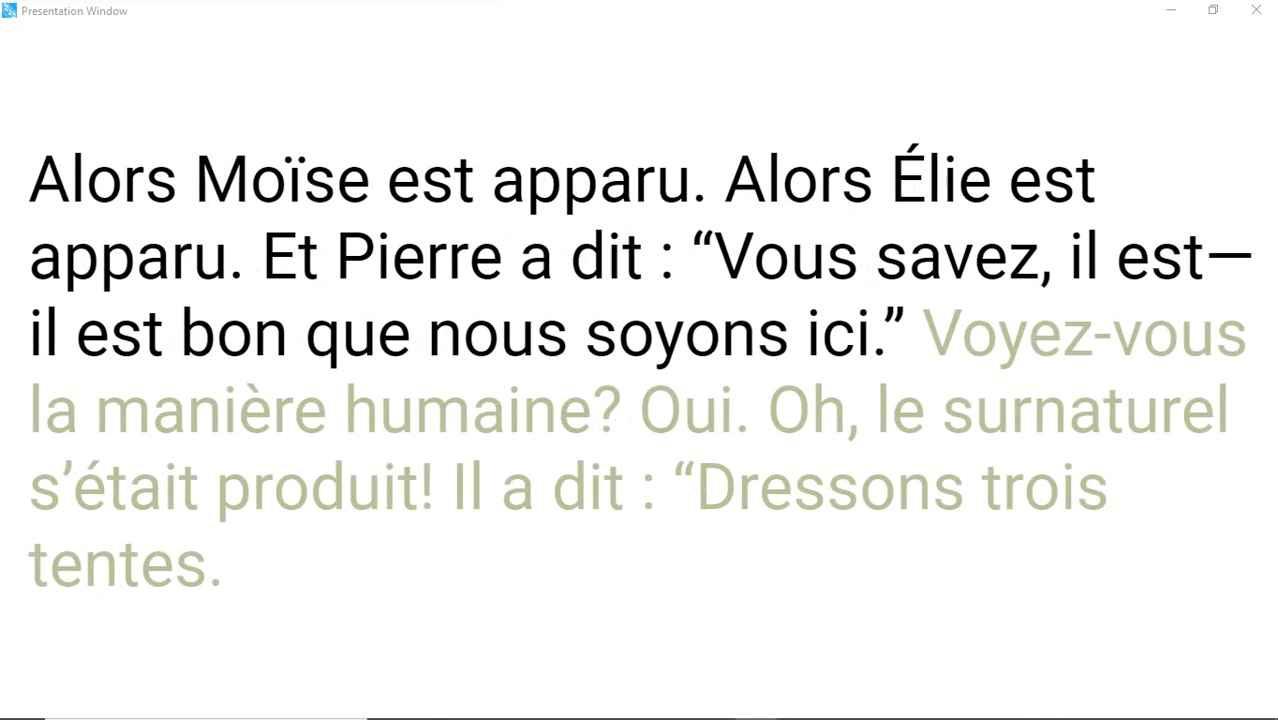 Presentation Window
Alors Moïse est apparu. Alors Élie est
apparu. Et Pierre a dit : “Vous savez, il est—
il est bon que nous soyons ici.” Voyez-vous
la manière humaine? Oui. Oh, le surnaturel
s’était produit! Il a dit : “Dressons trois
tentes.